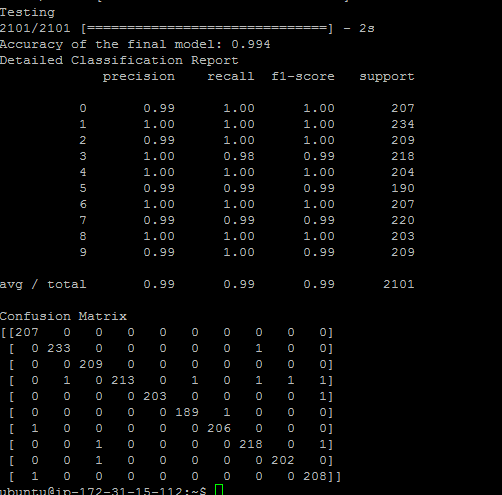 Testing
2101/2101 [==============================] - 2s
Accuracy of the final model: 0.994
Detailed Classification Report
             precision    recall  f1-score   support

          0       0.99      1.00      1.00       207
          1       1.00      1.00      1.00       234
          2       0.99      1.00      0.99       209
          3       1.00      0.98      0.99       218
          4       1.00      1.00      1.00       204
          5       0.99      0.99      0.99       190
          6       1.00      1.00      1.00       207
          7       0.99      0.99      0.99       220
          8       1.00      1.00      1.00       203
          9       0.99      1.00      0.99       209

avg / total       0.99      0.99      0.99      2101

Confusion Matrix
[[207   0   0   0   0   0   0   0   0   0]
 [  0 233   0   0   0   0   0   1   0   0]
 [  0   0 209   0   0   0   0   0   0   0]
 [  0   1   0 213   0   1   0   1   1   1]
 [  0   0   0   0 203   0   0   0   0   1]
 [  0   0   0   0   0 189   1   0   0   0]
 [  1   0   0   0   0   0 206   0   0   0]
 [  0   0   1   0   0   0   0 218   0   1]
 [  0   0   1   0   0   0   0   0 202   0]
 [  1   0   0   0   0   0   0   0   0 208]]
ubuntu@ip-172-31-15-112:~$